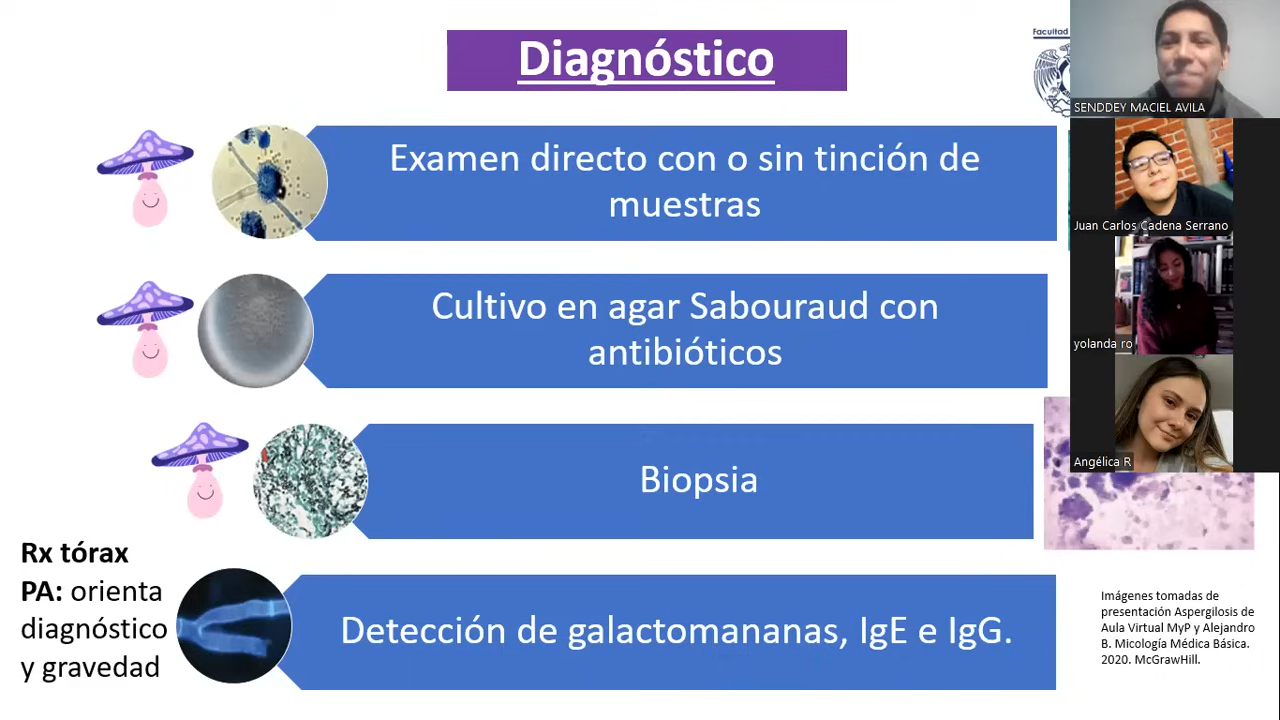 Diagnóstico
Facultad
SENDDEY MACIEL AVILA
Examen directo con o sin tinción de
muestras
Juan Carlos Cadena Serrano
Cultivo en agar Sabouraud con
antibióticos
yolanda ro
Biopsia
Angélica R
Rx tórax
PA: orienta
diagnóstico
y gravedad
Detección de galactomananas, IgE e IgG.
Imágenes tomadas de
presentación Aspergilosis de
Aula Virtual MyP y Alejandro
B. Micología Médica Básica.
2020. McGrawHill.